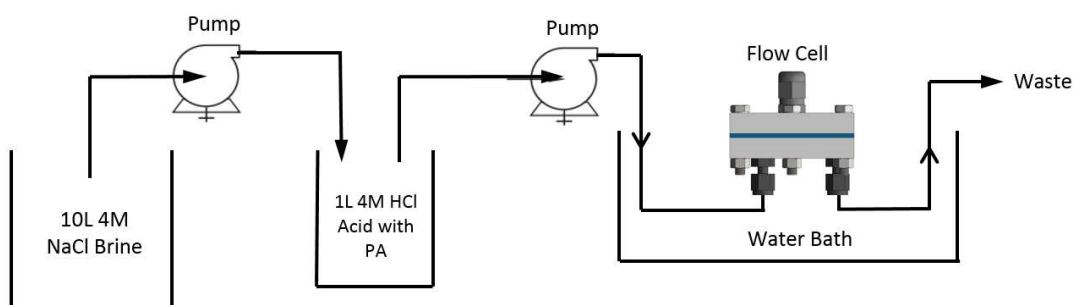 Pump
Pump
Flow Cell
Waste
10L 4M
NaCl Brine
1L 4M HCl
Acid with
PA
Water Bath